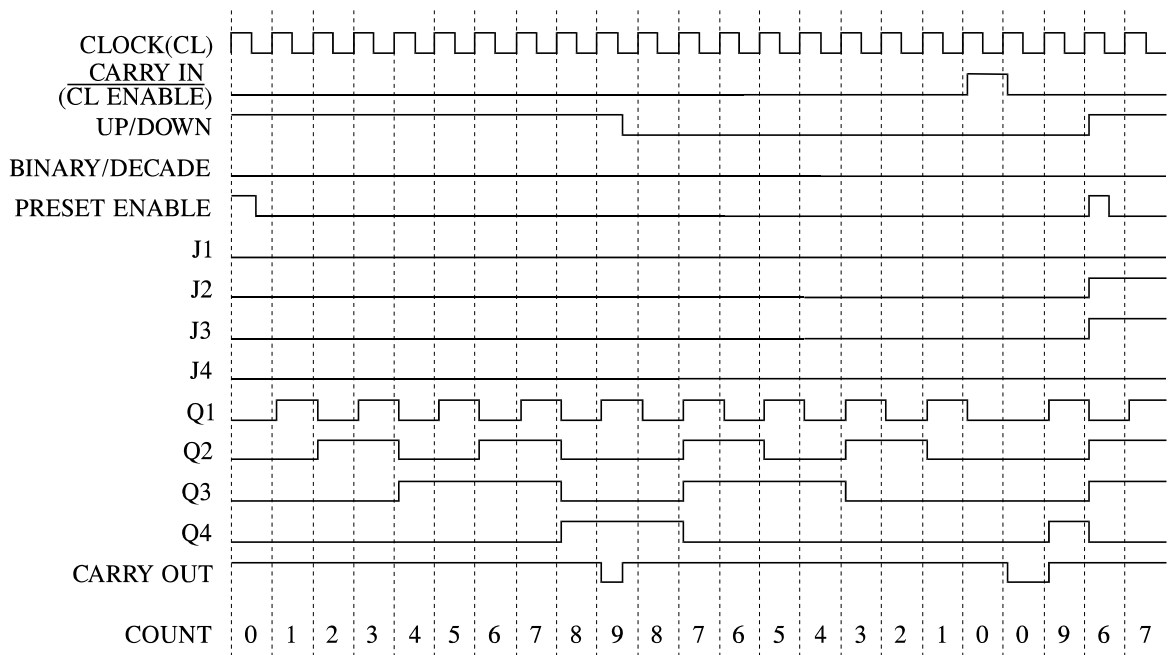 CLOCK(CL)
CARRY IN
(CL ENABLE)
UP/DOWN
BINARY/DECADE
PRESET ENABLE
J1
J2
J3
J4
Q1
Q2
Q3
Q4
CARRY OUT
COUNT 0 1 2 3 4 5 6 7 8 9 8 7 6 5 4 3 2 1 0 0 9 6 7